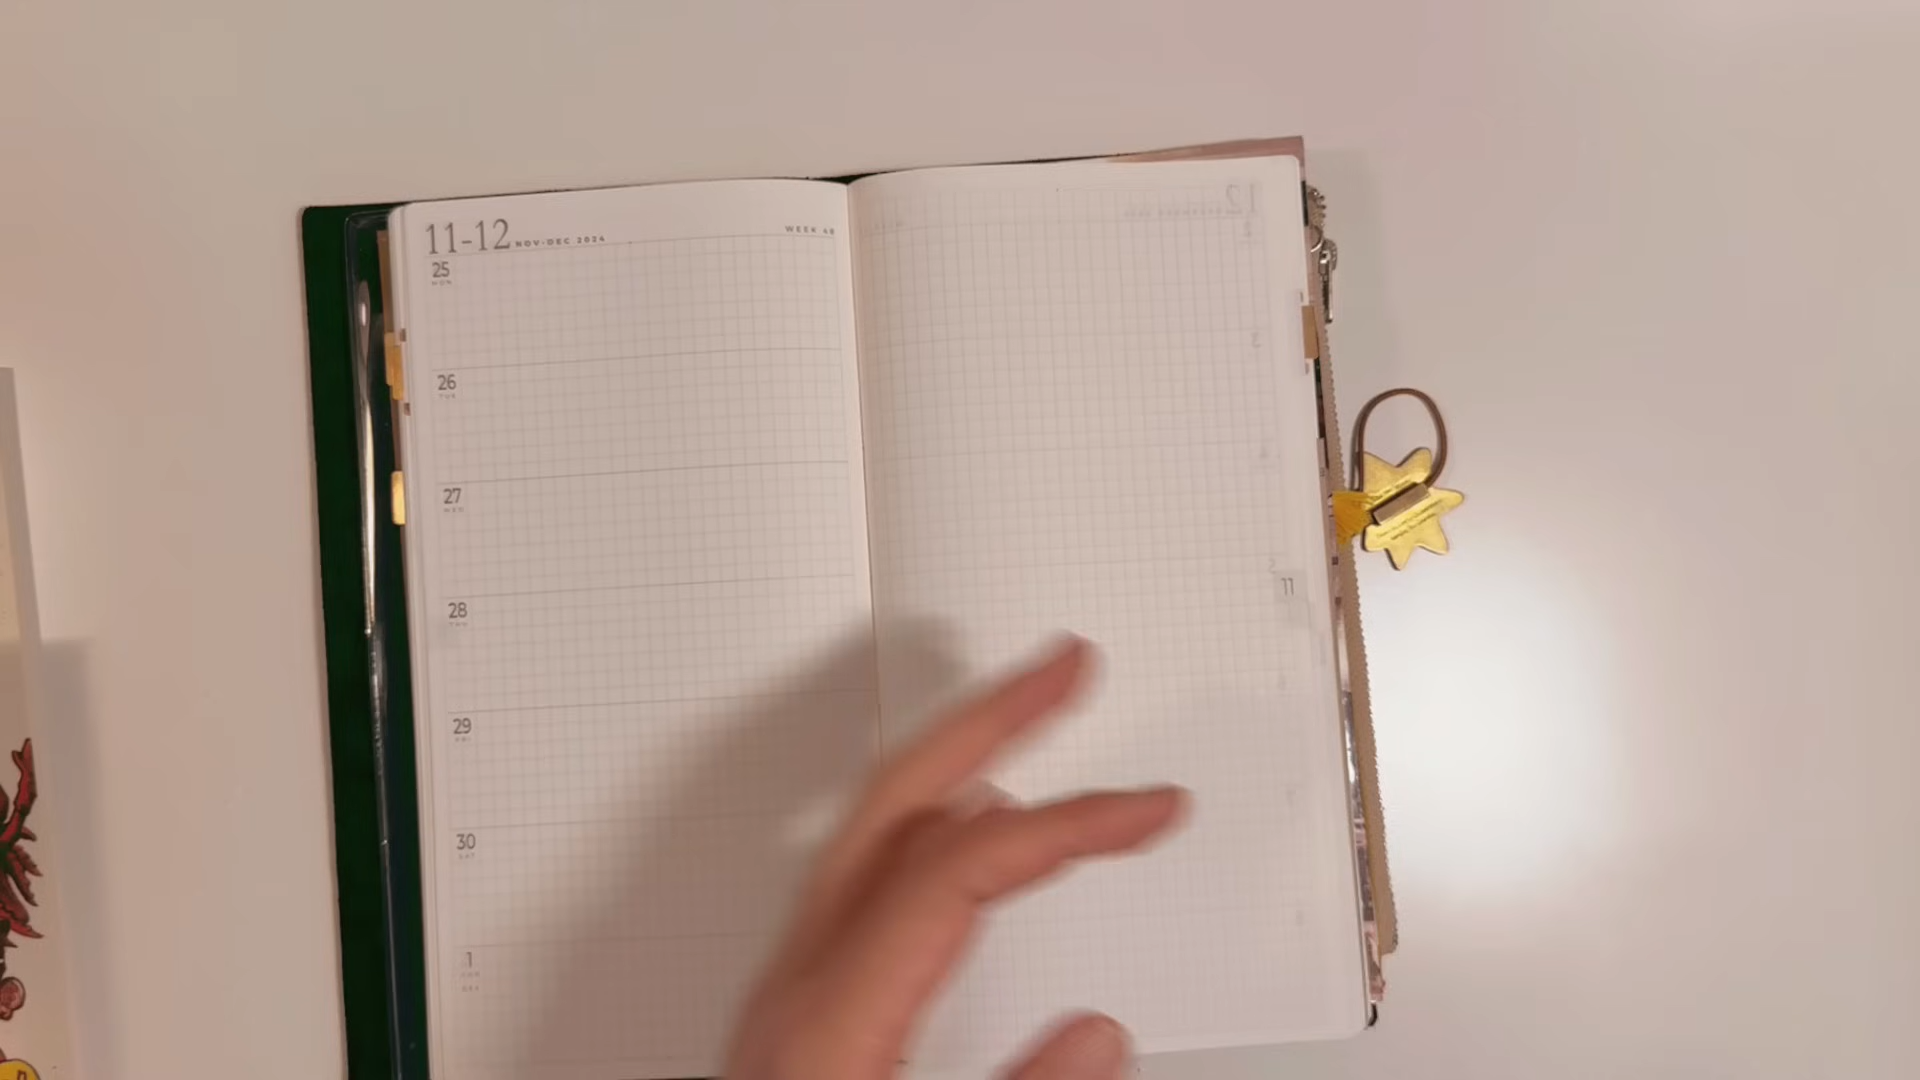 11-12 NOV-DEC 2024
WEEK 48
25
MON
26
TUE
27
WED
28
THU
29
FRI
30
SAT
1
SUN
DEC
11